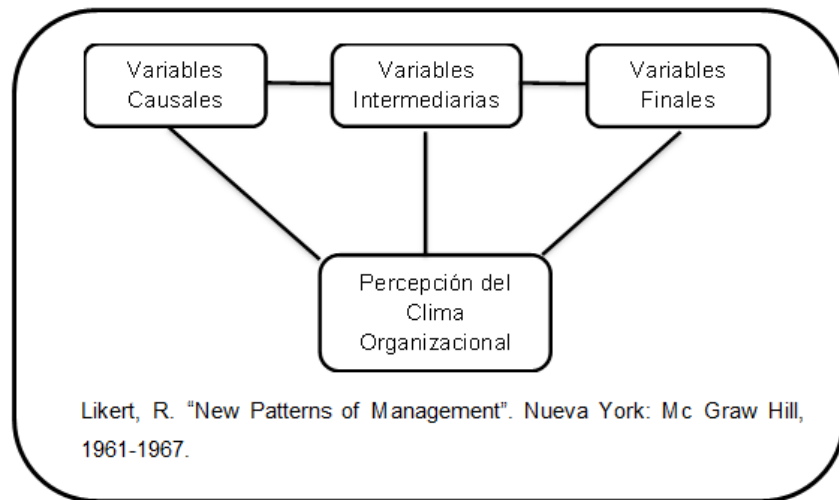 Variables
Causales
Variables
Intermediarias
Variables
Finales
Percepción del
Clima
Organizacional
Likert, R. “New Patterns of Management”. Nueva York: Mc Graw Hill,
1961-1967.